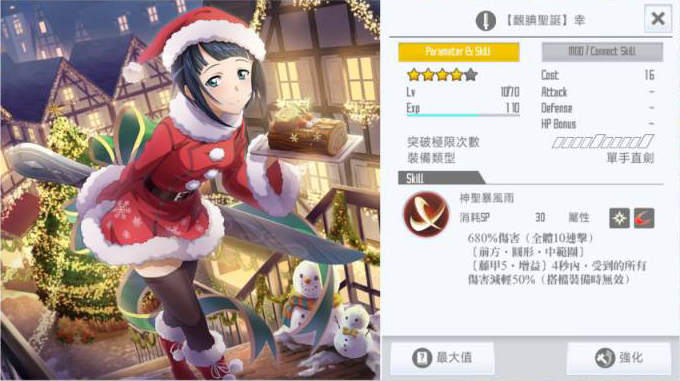 【靦腆聖誕】幸
Parameter & Skill
MOD / Connect Skill
Lv 10/70
Exp 110
突破極限次數
裝備類型
Cost 16
Attack -
Defense -
HP Bonus -
單手直劍
Skill
神聖暴風雨
消耗SP 30 屬性
680%傷害（全體10連擊）
［前方・圓形・中範圍］
［藤甲5・增益］4秒內，受到的所有
傷害減輕50%（搭擋裝備時無效）
最大值
強化